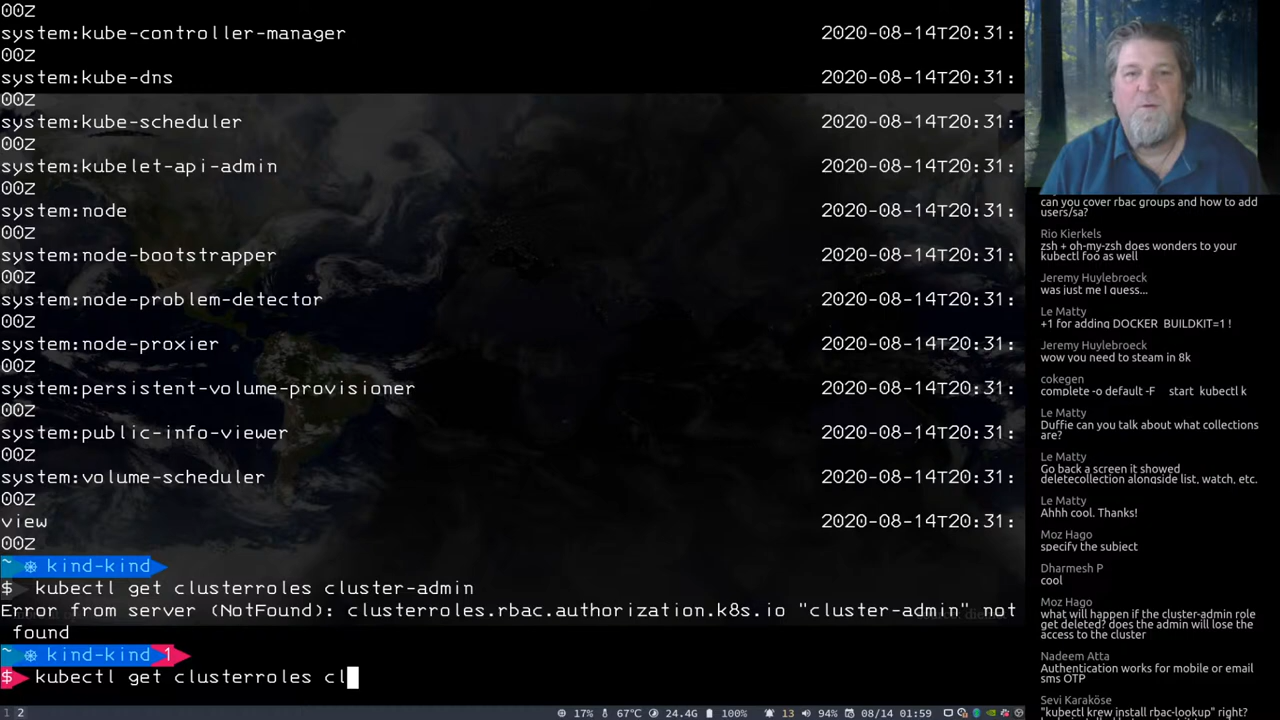 00Z
system:kube-controller-manager 2020-08-14T20:31:
00Z
system:kube-dns 2020-08-14T20:31:
00Z
system:kube-scheduler 2020-08-14T20:31:
00Z
system:kubelet-api-admin 2020-08-14T20:31:
00Z
system:node 2020-08-14T20:31:
00Z
system:node-bootstrapper 2020-08-14T20:31:
00Z
system:node-problem-detector 2020-08-14T20:31:
00Z
system:node-proxier 2020-08-14T20:31:
00Z
system:persistent-volume-provisioner 2020-08-14T20:31:
00Z
system:public-info-viewer 2020-08-14T20:31:
00Z
system:volume-scheduler 2020-08-14T20:31:
00Z
view 2020-08-14T20:31:
00Z
~ ⎈ kind-kind
$ kubectl get clusterroles cluster-admin
Error from server (NotFound): clusterroles.rbac.authorization.k8s.io "cluster-admin" not
found
~ ⎈ kind-kind 1
$ kubectl get clusterroles cl
1 2
17% 67°C 24.4G 100% 13 94% 08/14 01:59
can you cover rbac groups and how to add
users/sa?
Rio Kierkels
zsh + oh-my-zsh does wonders to your
kubectl foo as well
Jeremy Huylebroeck
was just me I guess...
Le Matty
+1 for adding DOCKER_BUILDKIT=1 !
Jeremy Huylebroeck
wow you need to steam in 8k
cokegen
complete -o default -F __start_kubectl k
Le Matty
Duffie can you talk about what collections
are?
Le Matty
Go back a screen it showed
deletecollection alongside list, watch, etc.
Le Matty
Ahhh cool. Thanks!
Moz Hago
specify the subject
Dharmesh P
cool
Moz Hago
what will happen if the cluster-admin role
get deleted? does the admin will lose the
access to the cluster
Nadeem Atta
Authentication works for mobile or email
sms OTP
Sevi Karaköse
"kubectl krew install rbac-lookup" right?